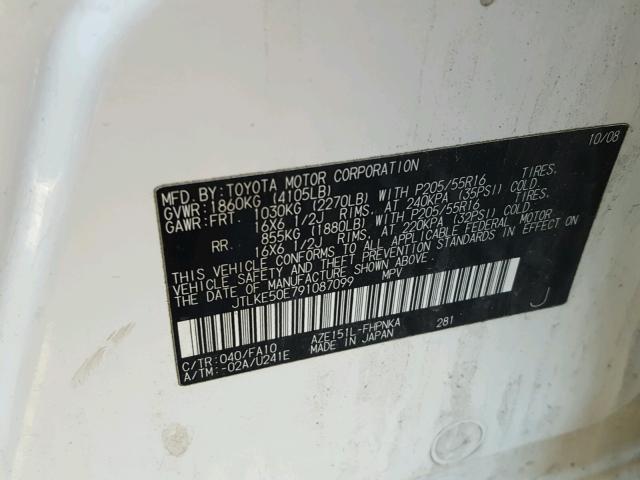 10/08
MFD.BY:TOYOTA MOTOR CORPORATION
GVWR:1860KG (4105LB)
GAWR:FRT 1030KG (2270LB) WITH P205/55R16 TIRES,
16X6 1/2J RIMS, AT 240KPA (35PSI) COLD.
RR 855KG (1880LB) WITH P205/55R16 TIRES,
16X6 1/2J RIMS, AT 220KPA (32PSI) COLD.
THIS VEHICLE CONFORMS TO ALL APPLICABLE FEDERAL MOTOR
VEHICLE SAFETY AND THEFT PREVENTION STANDARDS IN EFFECT ON
THE DATE OF MANUFACTURE SHOWN ABOVE.
JTLKE50E791087099 MPV
J
C/TR:040/FA10 AZE151L-FHPNKA 281
A/TM:-02A/U241E MADE IN JAPAN